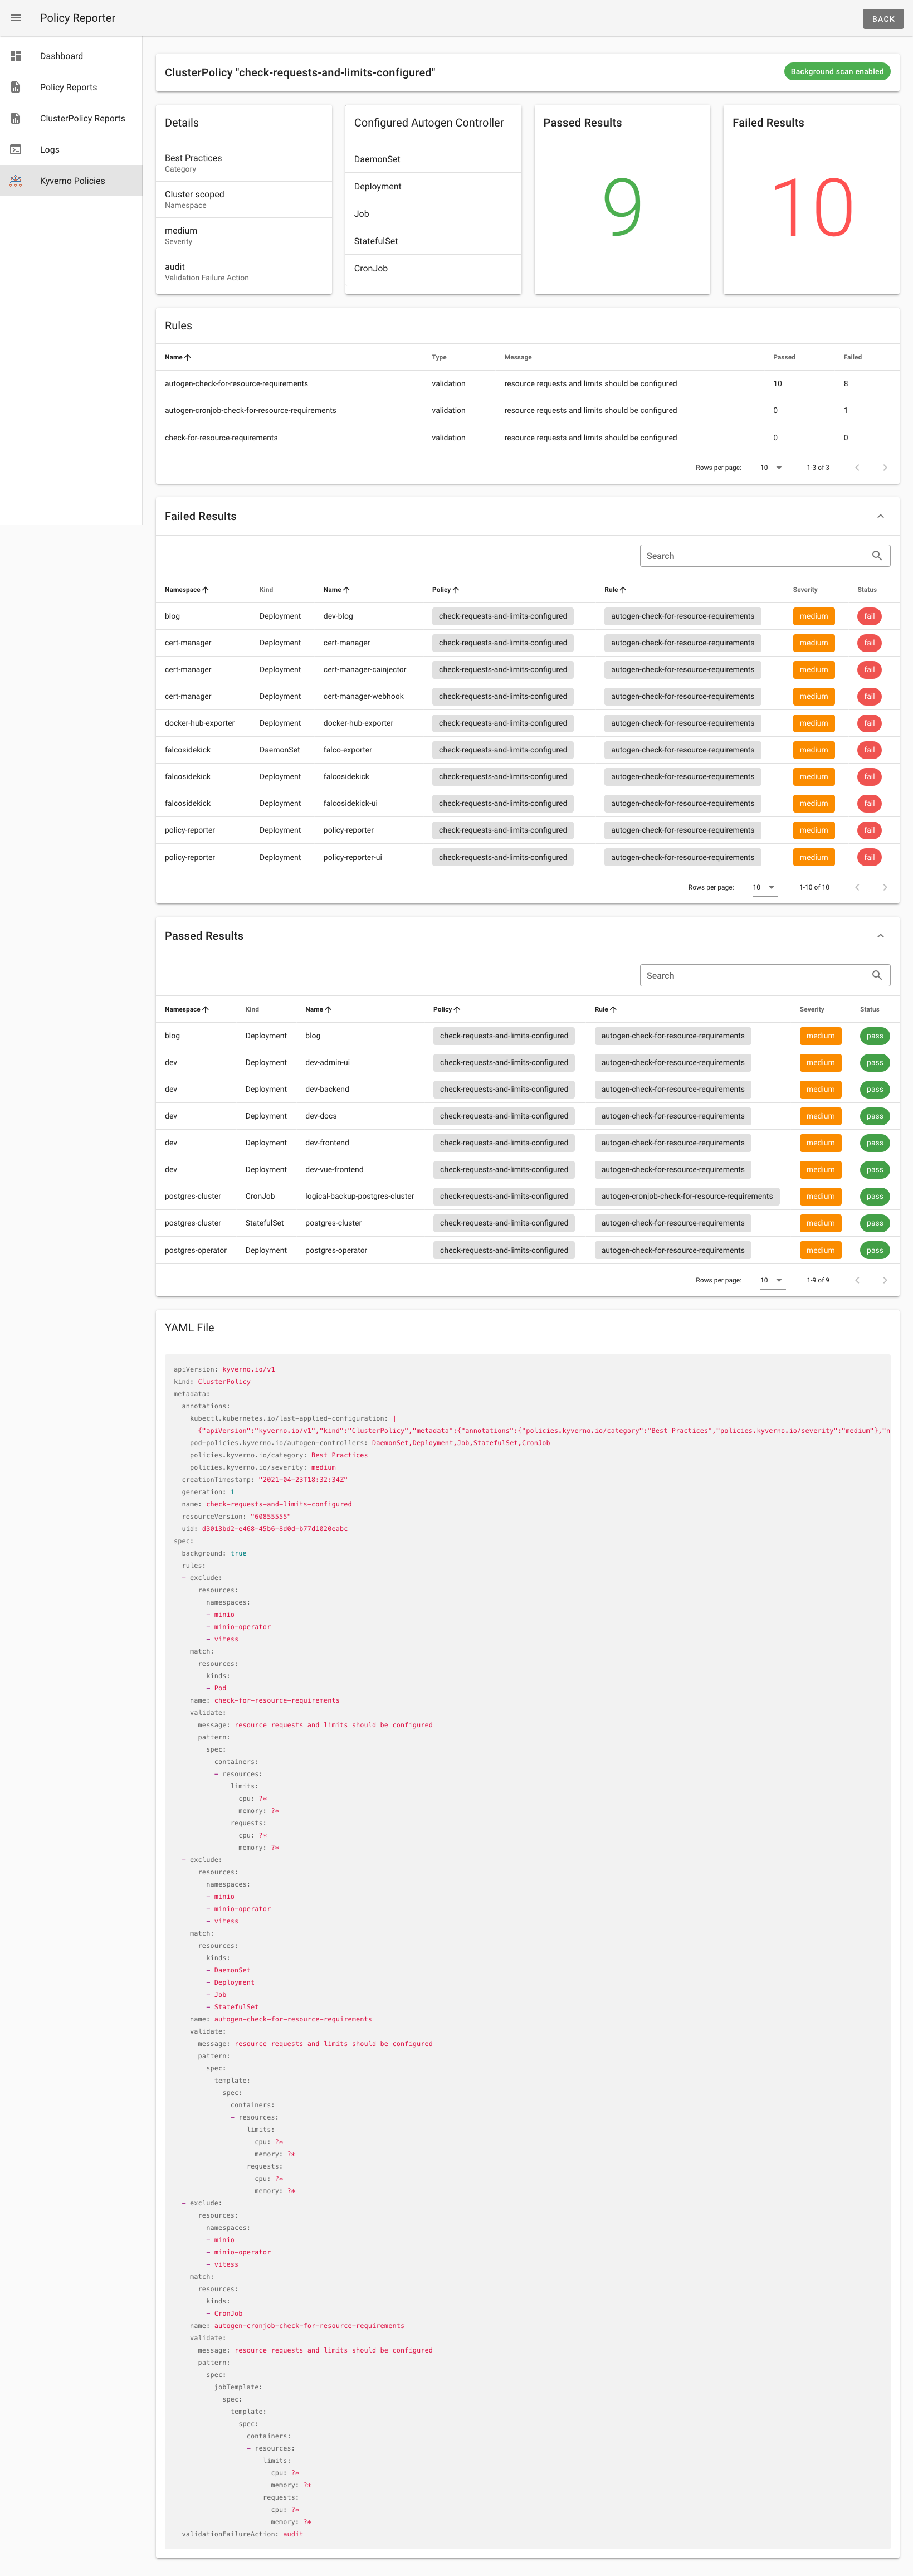 Policy Reporter
BACK
Dashboard
Policy Reports
ClusterPolicy Reports
Logs
Kyverno Policies
ClusterPolicy "check-requests-and-limits-configured"
Background scan enabled
Details
Best Practices
Category
Cluster scoped
Namespace
medium
Severity
audit
Validation Failure Action
Configured Autogen Controller
DaemonSet
Deployment
Job
StatefulSet
CronJob
Passed Results
9
Failed Results
10
Rules
Name Type Message Passed Failed
autogen-check-for-resource-requirements validation resource requests and limits should be configured 10 8
autogen-cronjob-check-for-resource-requirements validation resource requests and limits should be configured 0 1
check-for-resource-requirements validation resource requests and limits should be configured 0 0
Rows per page: 10 1-3 of 3
Failed Results
Search
Namespace Kind Name Policy Rule Severity Status
blog Deployment dev-blog check-requests-and-limits-configured autogen-check-for-resource-requirements medium fail
cert-manager Deployment cert-manager check-requests-and-limits-configured autogen-check-for-resource-requirements medium fail
cert-manager Deployment cert-manager-cainjector check-requests-and-limits-configured autogen-check-for-resource-requirements medium fail
cert-manager Deployment cert-manager-webhook check-requests-and-limits-configured autogen-check-for-resource-requirements medium fail
docker-hub-exporter Deployment docker-hub-exporter check-requests-and-limits-configured autogen-check-for-resource-requirements medium fail
falcosidekick DaemonSet falco-exporter check-requests-and-limits-configured autogen-check-for-resource-requirements medium fail
falcosidekick Deployment falcosidekick check-requests-and-limits-configured autogen-check-for-resource-requirements medium fail
falcosidekick Deployment falcosidekick-ui check-requests-and-limits-configured autogen-check-for-resource-requirements medium fail
policy-reporter Deployment policy-reporter check-requests-and-limits-configured autogen-check-for-resource-requirements medium fail
policy-reporter Deployment policy-reporter-ui check-requests-and-limits-configured autogen-check-for-resource-requirements medium fail
Rows per page: 10 1-10 of 10
Passed Results
Search
Namespace Kind Name Policy Rule Severity Status
blog Deployment blog check-requests-and-limits-configured autogen-check-for-resource-requirements medium pass
dev Deployment dev-admin-ui check-requests-and-limits-configured autogen-check-for-resource-requirements medium pass
dev Deployment dev-backend check-requests-and-limits-configured autogen-check-for-resource-requirements medium pass
dev Deployment dev-docs check-requests-and-limits-configured autogen-check-for-resource-requirements medium pass
dev Deployment dev-frontend check-requests-and-limits-configured autogen-check-for-resource-requirements medium pass
dev Deployment dev-vue-frontend check-requests-and-limits-configured autogen-check-for-resource-requirements medium pass
postgres-cluster CronJob logical-backup-postgres-cluster check-requests-and-limits-configured autogen-cronjob-check-for-resource-requirements medium pass
postgres-cluster StatefulSet postgres-cluster check-requests-and-limits-configured autogen-check-for-resource-requirements medium pass
postgres-operator Deployment postgres-operator check-requests-and-limits-configured autogen-check-for-resource-requirements medium pass
Rows per page: 10 1-9 of 9
YAML File
apiVersion: kyverno.io/v1
kind: ClusterPolicy
metadata:
annotations:
kubectl.kubernetes.io/last-applied-configuration: |
{"apiVersion":"kyverno.io/v1","kind":"ClusterPolicy","metadata":{"annotations":{"policies.kyverno.io/category":"Best Practices","policies.kyverno.io/severity":"medium"},"n
pod-policies.kyverno.io/autogen-controllers: DaemonSet,Deployment,Job,StatefulSet,CronJob
policies.kyverno.io/category: Best Practices
policies.kyverno.io/severity: medium
creationTimestamp: "2021-04-23T18:32:34Z"
generation: 1
name: check-requests-and-limits-configured
resourceVersion: "60855555"
uid: d3013bd2-e468-45b6-8d0d-b77d1020eabc
spec:
background: true
rules:
- exclude:
resources:
namespaces:
- minio
- minio-operator
- vitess
match:
resources:
kinds:
- Pod
name: check-for-resource-requirements
validate:
message: resource requests and limits should be configured
pattern:
spec:
containers:
- resources:
limits:
cpu: ?*
memory: ?*
requests:
cpu: ?*
memory: ?*
- exclude:
resources:
namespaces:
- minio
- minio-operator
- vitess
match:
resources:
kinds:
- DaemonSet
- Deployment
- Job
- StatefulSet
name: autogen-check-for-resource-requirements
validate:
message: resource requests and limits should be configured
pattern:
spec:
template:
spec:
containers:
- resources:
limits:
cpu: ?*
memory: ?*
requests:
cpu: ?*
memory: ?*
- exclude:
resources:
namespaces:
- minio
- minio-operator
- vitess
match:
resources:
kinds:
- CronJob
name: autogen-cronjob-check-for-resource-requirements
validate:
message: resource requests and limits should be configured
pattern:
spec:
jobTemplate:
spec:
template:
spec:
containers:
- resources:
limits:
cpu: ?*
memory: ?*
requests:
cpu: ?*
memory: ?*
validationFailureAction: audit